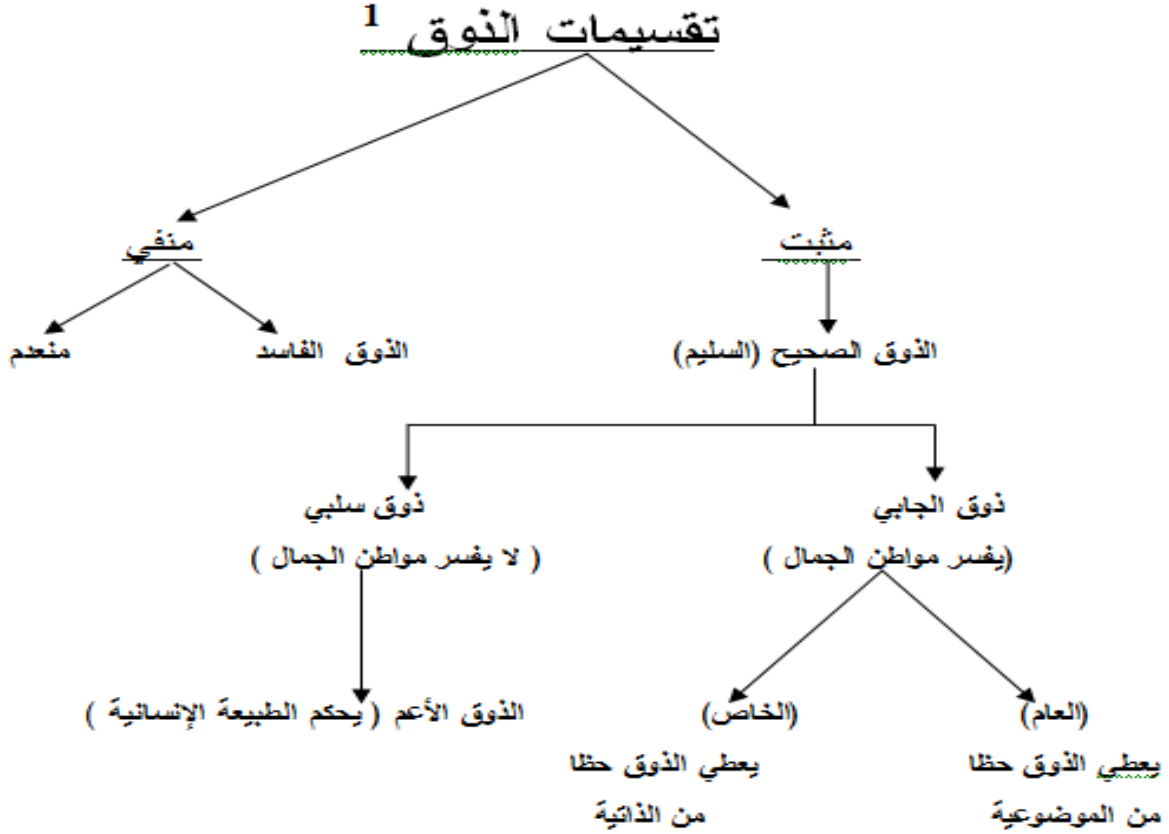 تقسيمات الذوق 1
مثبت
منفي
الذوق الصحيح (السليم)
الذوق الفاسد
منعدم
ذوق الجابي
ذوق سلبي
(يفسر مواطن الجمال )
( لا يفسر مواطن الجمال )
(العام)
(الخاص)
الذوق الأعم ( يحكم الطبيعة الإنسانية )
يعطي الذوق حظا
من الموضوعية
يعطي الذوق حظا
من الذاتية